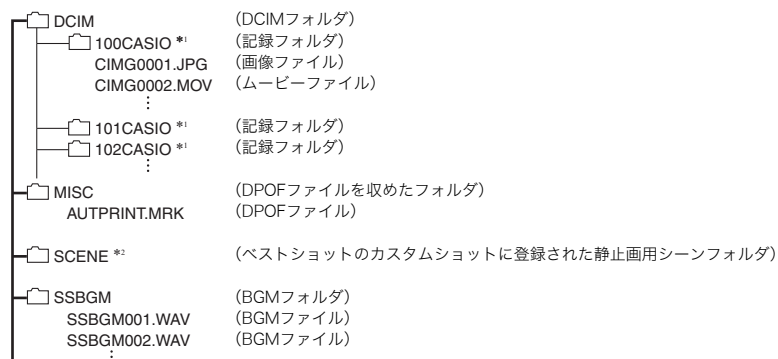 DCIM （DCIMフォルダ）
100CASIO *1 （記録フォルダ）
CIMG0001.JPG （画像ファイル）
CIMG0002.MOV （ムービーファイル）
⋮
101CASIO *1 （記録フォルダ）
102CASIO *1 （記録フォルダ）
⋮
MISC （DPOFファイルを収めたフォルダ）
AUTPRINT.MRK （DPOFファイル）
SCENE *2 （ベストショットのカスタムショットに登録された静止画用シーンフォルダ）
SSBGM （BGMフォルダ）
SSBGM001.WAV （BGMファイル）
SSBGM002.WAV （BGMファイル）
⋮